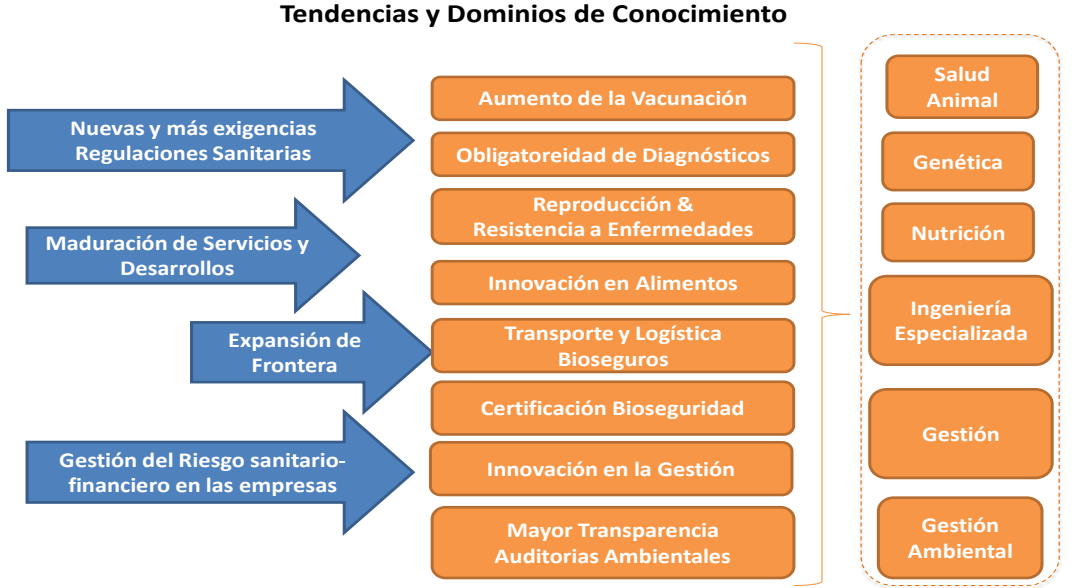 Tendencias y Dominios de Conocimiento
Nuevas y más exigencias
Regulaciones Sanitarias
Maduración de Servicios y
Desarrollos
Expansión de
Frontera
Gestión del Riesgo sanitario-
financiero en las empresas
Aumento de la Vacunación
Obligatoreidad de Diagnósticos
Reproducción &
Resistencia a Enfermedades
Innovación en Alimentos
Transporte y Logística
Bioseguros
Certificación Bioseguridad
Innovación en la Gestión
Mayor Transparencia
Auditorias Ambientales
Salud
Animal
Genética
Nutrición
Ingeniería
Especializada
Gestión
Gestión
Ambiental